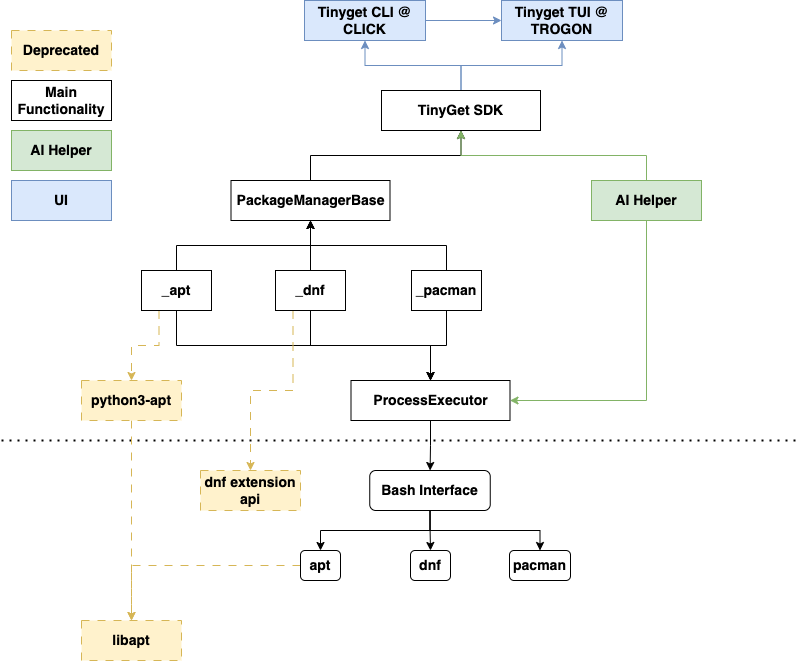 Tinyget CLI @
CLICK
Tinyget TUI @
TROGON
Deprecated
Main
Functionality
AI Helper
UI
TinyGet SDK
PackageManagerBase
AI Helper
_apt
_dnf
_pacman
python3-apt
ProcessExecutor
dnf extension
api
Bash Interface
apt
dnf
pacman
libapt